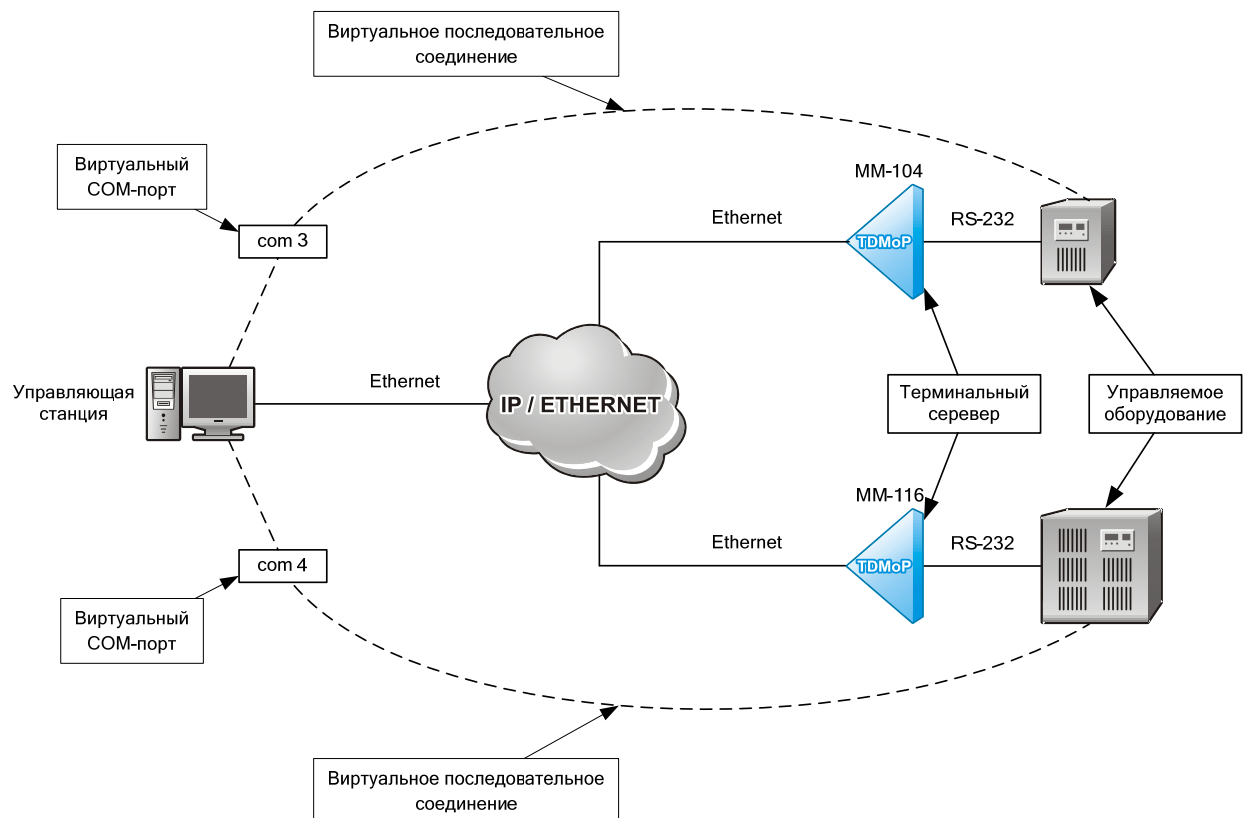 Виртуальное последовательное
соединение
Виртуальный
COM-порт
com 3
MM-104
Ethernet
TDMoP
RS-232
Управляющая
станция
Ethernet
IP / ETHERNET
Терминальный
серевер
Управляемое
оборудование
MM-116
com 4
Ethernet
TDMoP
RS-232
Виртуальный
COM-порт
Виртуальное последовательное
соединение